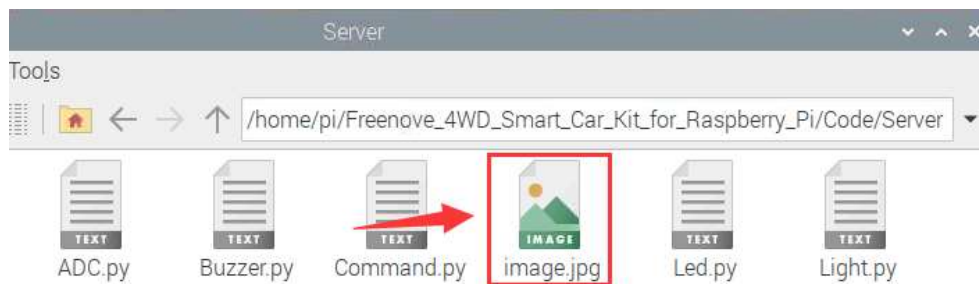 Server
Tools
/home/pi/Freenove_4WD_Smart_Car_Kit_for_Raspberry_Pi/Code/Server
TEXT TEXT TEXT IMAGE TEXT TEXT
ADC.py Buzzer.py Command.py image.jpg Led.py Light.py